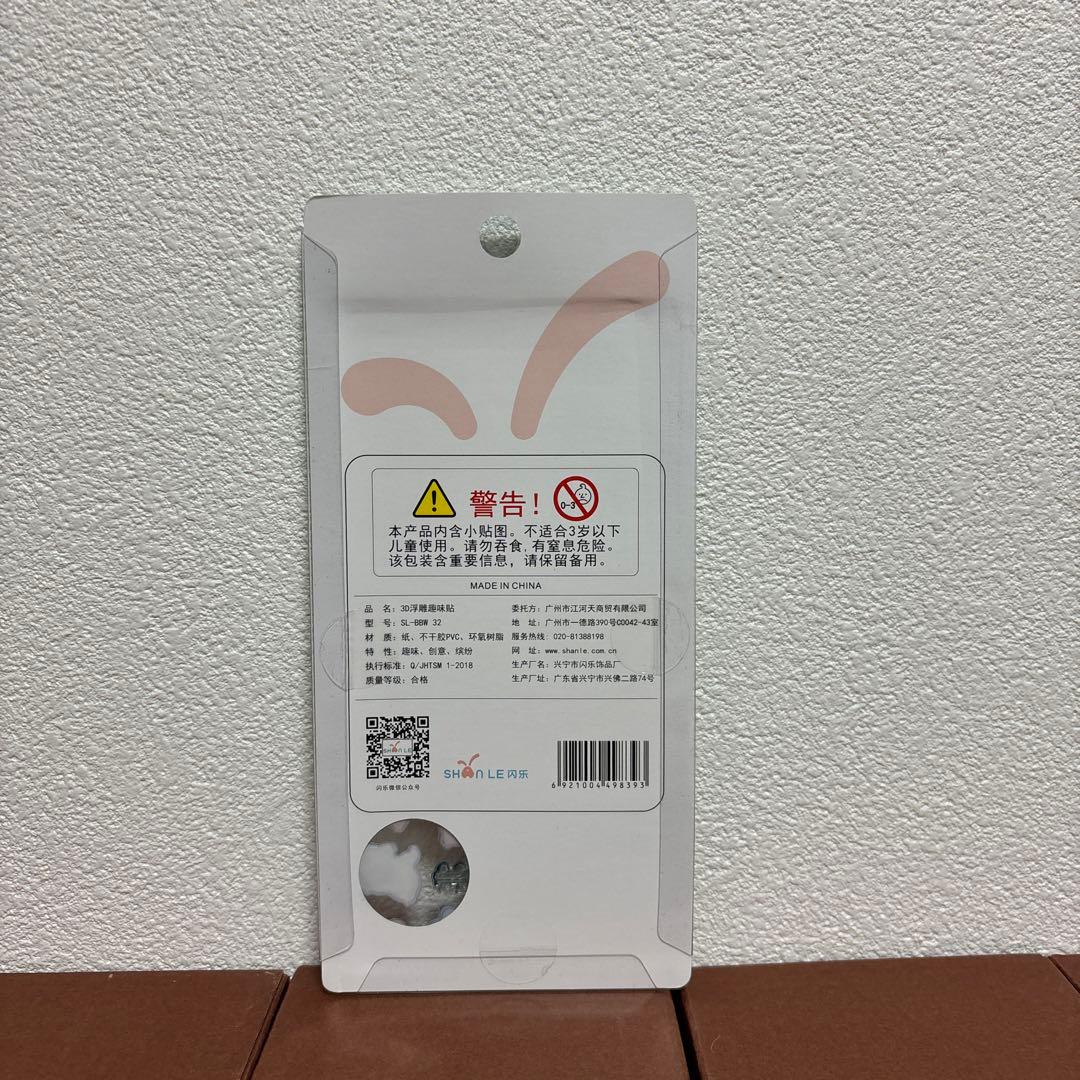 警告！
0-3
本产品内含小贴图。不适合3岁以下
儿童使用。请勿吞食,有窒息危险。
该包装含重要信息，请保留备用。
MADE IN CHINA
品 名：3D浮雕趣味贴
型 号：SL-BBW 32
材 质：纸、不干胶PVC、环氧树脂
特 性：趣味、创意、缤纷
执行标准：Q/JHTSM 1-2018
质量等级：合格
委托方：广州市江河天商贸有限公司
地 址：广州市一德路390号C0042-43室
服务热线：020-81388198
网 址：www.shanle.com.cn
生产厂名：兴宁市闪乐饰品厂
生产厂址：广东省兴宁市兴佛二路74号
SHAN LE
闪乐微信公众号
SHAN LE 闪乐
6 921004 498393